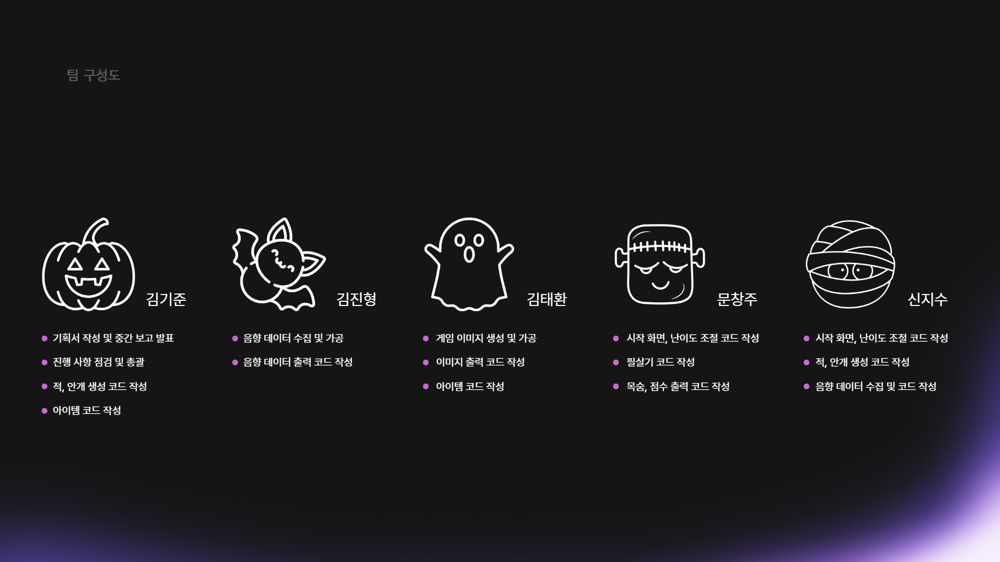 팀 구성도
김기준
기획서 작성 및 중간 보고 발표
진행 사항 점검 및 총괄
적, 안개 생성 코드 작성
아이템 코드 작성
김진형
음향 데이터 수집 및 가공
음향 데이터 출력 코드 작성
김태환
게임 이미지 생성 및 가공
이미지 출력 코드 작성
아이템 코드 작성
문창주
시작 화면, 난이도 조절 코드 작성
필살기 코드 작성
목숨, 점수 출력 코드 작성
신지수
시작 화면, 난이도 조절 코드 작성
적, 안개 생성 코드 작성
음향 데이터 수집 및 코드 작성